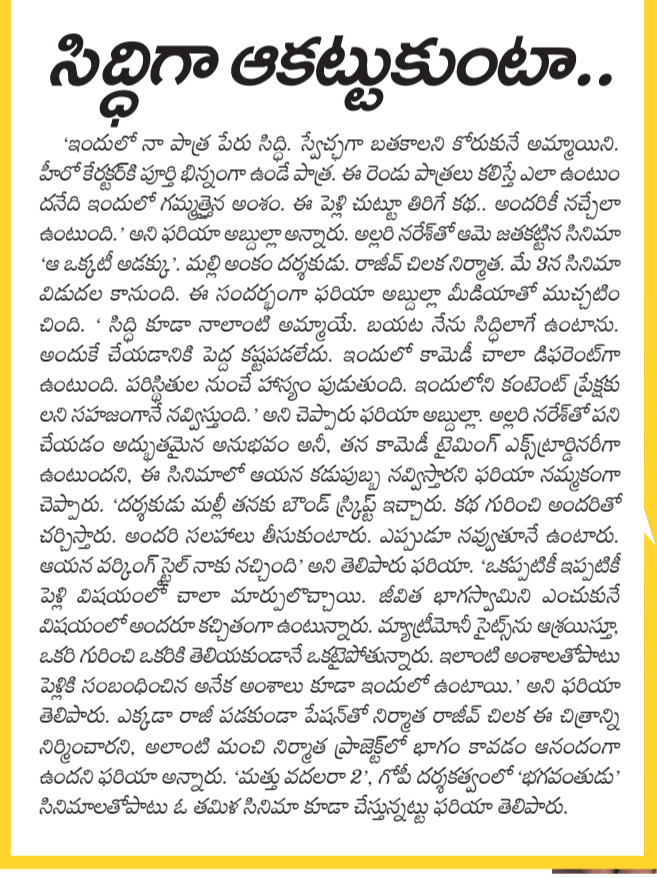 సిద్ధిగా ఆకట్టుకుంటా..
‘ఇందులో నా పాత్ర పేరు సిద్ధి. స్వేచ్ఛగా బతకాలని కోరుకునే అమ్మాయిని.
హీరో కేరక్టర్‌కి పూర్తి భిన్నంగా ఉండే పాత్ర. ఈ రెండు పాత్రలు కలిస్తే ఎలా ఉంటుం
దనేది ఇందులో గమ్మత్తైన అంశం. ఈ పెళ్లి చుట్టూ తిరిగే కథ.. అందరికీ నచ్చేలా
ఉంటుంది.’ అని ఫరియా అబ్దుల్లా అన్నారు. అల్లరి నరేశ్‌తో ఆమె జతకట్టిన సినిమా
‘ఆ ఒక్కటీ అడక్కు’. మల్లి అంకం దర్శకుడు. రాజీవ్ చిలక నిర్మాత. మే 3న సినిమా
విడుదల కానుంది. ఈ సందర్భంగా ఫరియా అబ్దుల్లా మీడియాతో ముచ్చటిం
చింది. ‘ సిద్ధి కూడా నాలాంటి అమ్మాయే. బయట నేను సిద్ధిలాగే ఉంటాను.
అందుకే చేయడానికి పెద్ద కష్టపడలేదు. ఇందులో కామెడీ చాలా డిఫరెంట్‌గా
ఉంటుంది. పరిస్థితుల నుంచే హాస్యం పుడుతుంది. ఇందులోని కంటెంట్ ప్రేక్షకు
లని సహజంగానే నవ్విస్తుంది.’ అని చెప్పారు ఫరియా అబ్దుల్లా. అల్లరి నరేశ్‌తో పని
చేయడం అద్భుతమైన అనుభవం అనీ, తన కామెడీ టైమింగ్ ఎక్స్‌ట్రార్డినరీగా
ఉంటుందని, ఈ సినిమాలో ఆయన కడుపుబ్బ నవ్విస్తారని ఫరియా నమ్మకంగా
చెప్పారు. ‘దర్శకుడు మల్లీ తనకు బౌండ్ స్క్రిప్ట్ ఇచ్చారు. కథ గురించి అందరితో
చర్చిస్తారు. అందరి సలహాలు తీసుకుంటారు. ఎప్పుడూ నవ్వుతూనే ఉంటారు.
ఆయన వర్కింగ్ స్టైల్ నాకు నచ్చింది’ అని తెలిపారు ఫరియా. ‘ఒకప్పటికీ ఇప్పటికీ
పెళ్లి విషయంలో చాలా మార్పులొచ్చాయి. జీవిత భాగస్వామిని ఎంచుకునే
విషయంలో అందరూ కచ్చితంగా ఉంటున్నారు. మ్యాట్రీమోనీ సైట్స్‌ను ఆశ్రయిస్తూ,
ఒకరి గురించి ఒకరికి తెలియకుండానే ఒకటైపోతున్నారు. ఇలాంటి అంశాలతోపాటు
పెళ్లికి సంబంధించిన అనేక అంశాలు కూడా ఇందులో ఉంటాయి.’ అని ఫరియా
తెలిపారు. ఎక్కడా రాజీ పడకుండా పేషన్‌తో నిర్మాత రాజీవ్ చిలక ఈ చిత్రాన్ని
నిర్మించారని, అలాంటి మంచి నిర్మాత ప్రాజెక్ట్‌లో భాగం కావడం ఆనందంగా
ఉందని ఫరియా అన్నారు. ‘మత్తు వదలరా 2’, గోపీ దర్శకత్వంలో ‘భగవంతుడు’
సినిమాలతోపాటు ఓ తమిళ సినిమా కూడా చేస్తున్నట్టు ఫరియా తెలిపారు.